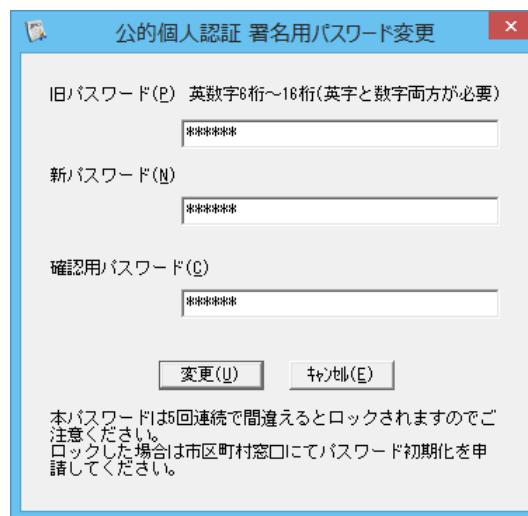 公的個人認証 署名用パスワード変更
旧パスワード(P) 英数字6桁～16桁(英字と数字両方が必要)
******
新パスワード(N)
******
確認用パスワード(C)
******
変更(U) ｷｬﾝｾﾙ(E)
本パスワードは5回連続で間違えるとロックされますのでご
注意ください。
ロックした場合は市区町村窓口にてパスワード初期化を申
請してください。